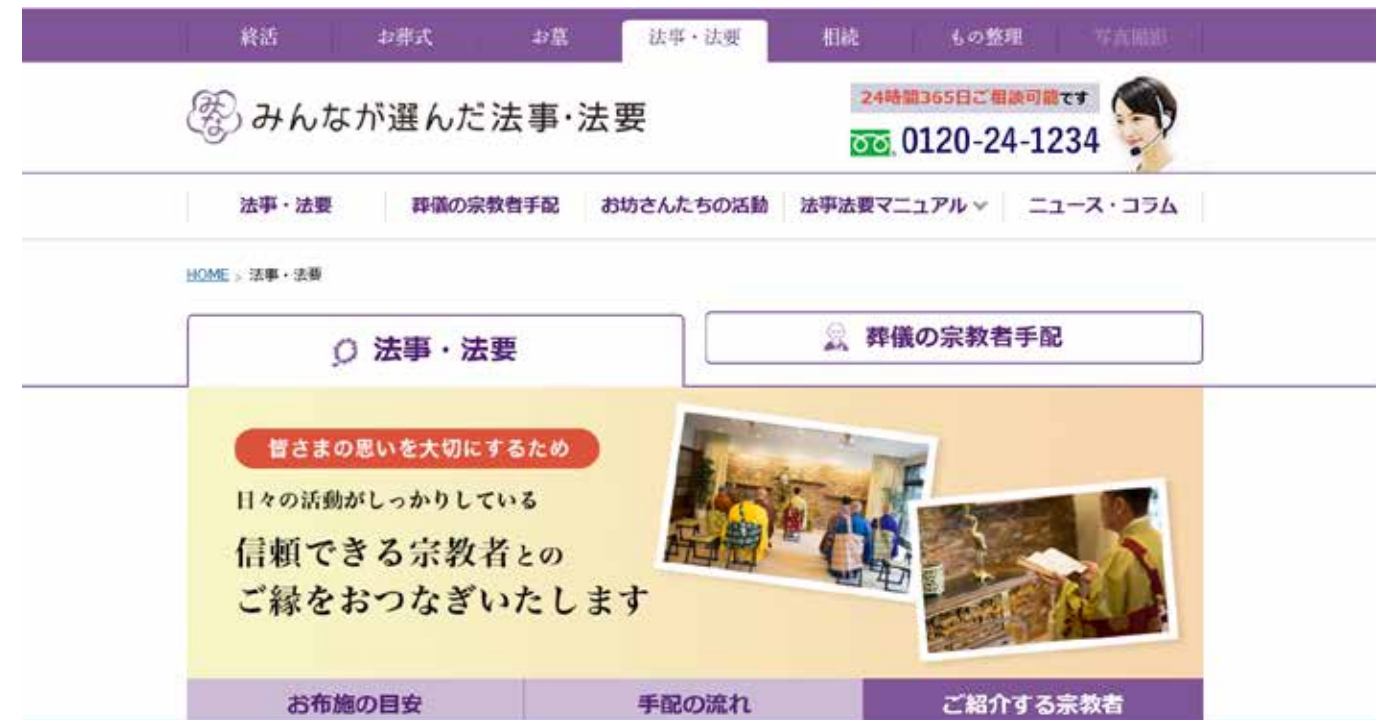 終活 お葬式 お墓 法事・法要 相続 もの整理 写真撮影
みな みんなが選んだ法事・法要
24時間365日ご相談可能です
0120-24-1234
法事・法要 葬儀の宗教者手配 お坊さんたちの活動 法事法要マニュアル ニュース・コラム
HOME > 法事・法要
法事・法要
葬儀の宗教者手配
皆さまの思いを大切にするため
日々の活動がしっかりしている
信頼できる宗教者との
ご縁をおつなぎいたします
お布施の目安 手配の流れ ご紹介する宗教者